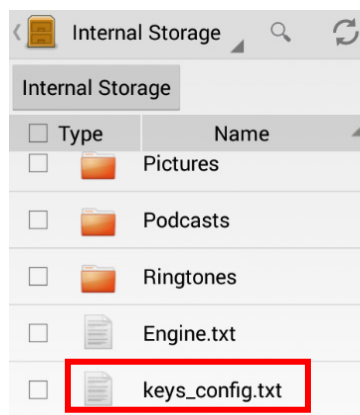 Internal Storage
Internal Storage
Type Name
Pictures
Podcasts
Ringtones
Engine.txt
keys_config.txt